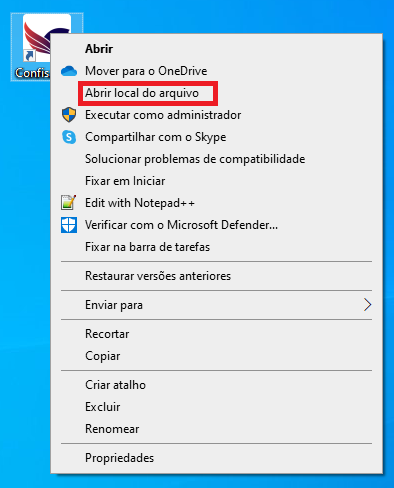 Confis
Abrir
Mover para o OneDrive
Abrir local do arquivo
Executar como administrador
Compartilhar com o Skype
Solucionar problemas de compatibilidade
Fixar em Iniciar
Edit with Notepad++
Verificar com o Microsoft Defender...
Fixar na barra de tarefas
Restaurar versões anteriores
Enviar para
Recortar
Copiar
Criar atalho
Excluir
Renomear
Propriedades